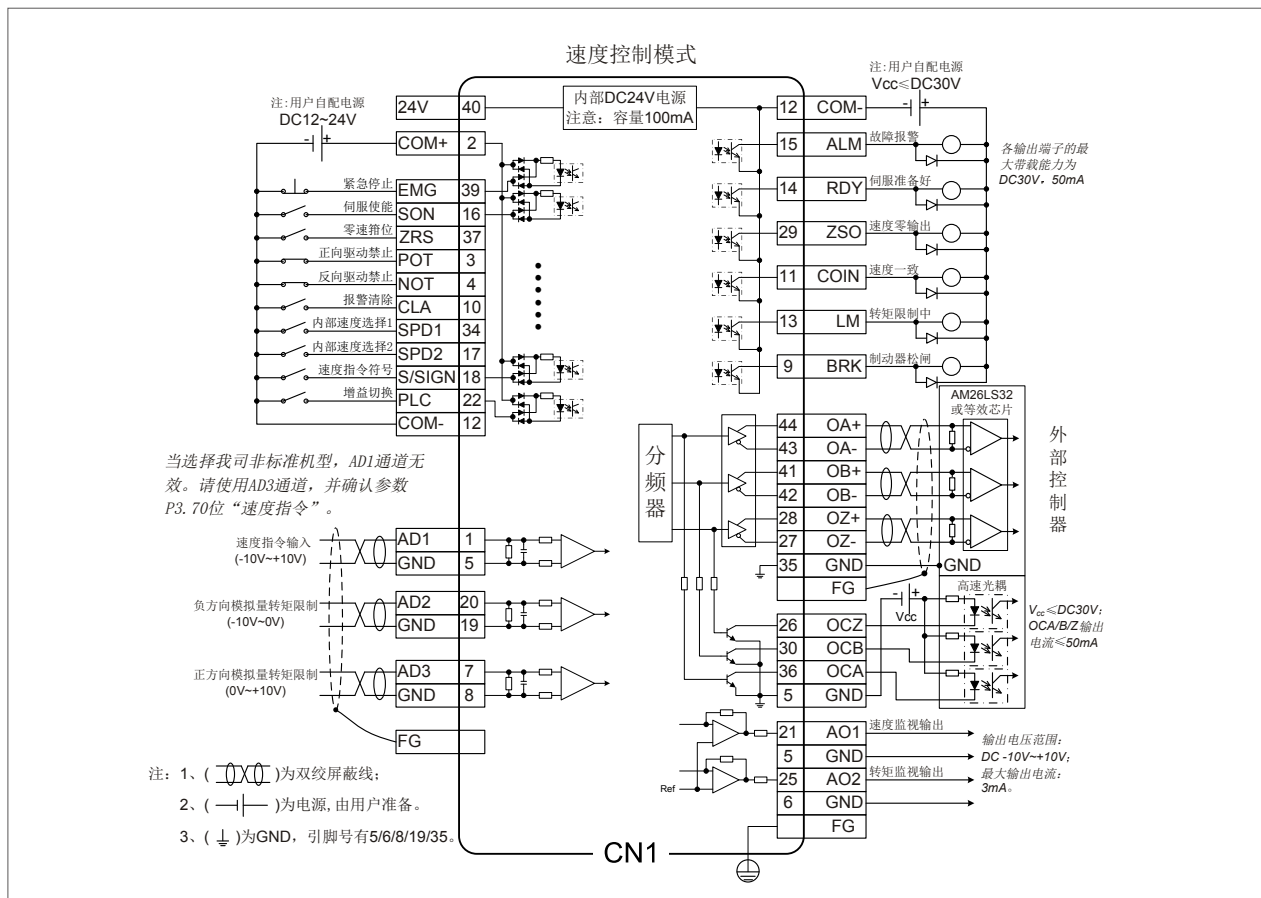 速度控制模式
注:用户自配电源
DC12~24V
24V 40
COM+ 2
紧急停止 EMG 39
伺服使能 SON 16
零速箝位 ZRS 37
正向驱动禁止 POT 3
反向驱动禁止 NOT 4
报警清除 CLA 10
内部速度选择1 SPD1 34
内部速度选择2 SPD2 17
速度指令符号 S/SIGN 18
增益切换 PLC 22
COM- 12
内部DC24V电源
注意：容量100mA
当选择我司非标准机型，AD1通道无
效。请使用AD3通道，并确认参数
P3.70位“速度指令”。
速度指令输入
(-10V~+10V)
AD1 1
GND 5
负方向模拟量转矩限制
(-10V~0V)
AD2 20
GND 19
正方向模拟量转矩限制
(0V~+10V)
AD3 7
GND 8
FG
注：1、( )为双绞屏蔽线;
2、( )为电源,由用户准备。
3、( )为GND，引脚号有5/6/8/19/35。
注:用户自配电源
Vcc≤DC30V
12 COM-
15 ALM 故障报警
14 RDY 伺服准备好
29 ZSO 速度零输出
11 COIN 速度一致
13 LM 转矩限制中
9 BRK 制动器松闸
各输出端子的最
大带载能力为
DC30V，50mA
AM26LS32
或等效芯片
分频器
44 OA+
43 OA-
41 OB+
42 OB-
28 OZ+
27 OZ-
35 GND
GND
FG
外部控制器
高速光耦
Vcc
26 OCZ
30 OCB
36 OCA
5 GND
Vcc≤DC30V;
OCA/B/Z输出
电流≤50mA
21 AO1 速度监视输出
5 GND
25 AO2 转矩监视输出
6 GND
FG
Ref
输出电压范围:
DC -10V~+10V;
最大输出电流:
3mA。
CN1